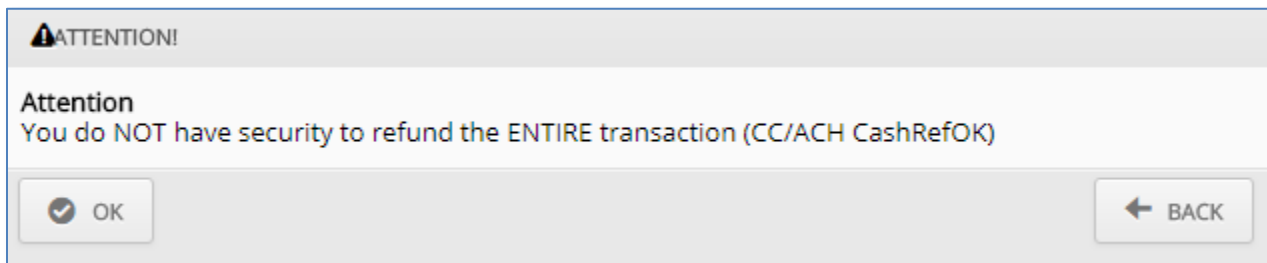 ATTENTION!
Attention
You do NOT have security to refund the ENTIRE transaction (CC/ACH CashRefOK)
OK
BACK